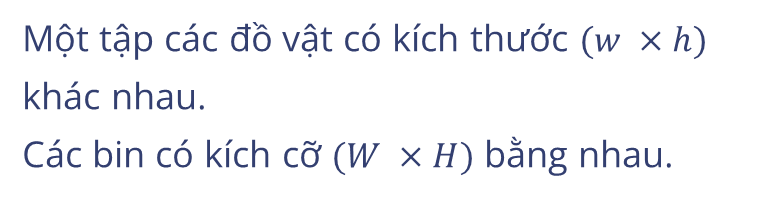 Một tập các đồ vật có kích thước (w × h)
khác nhau.
Các bin có kích cỡ (W × H) bằng nhau.